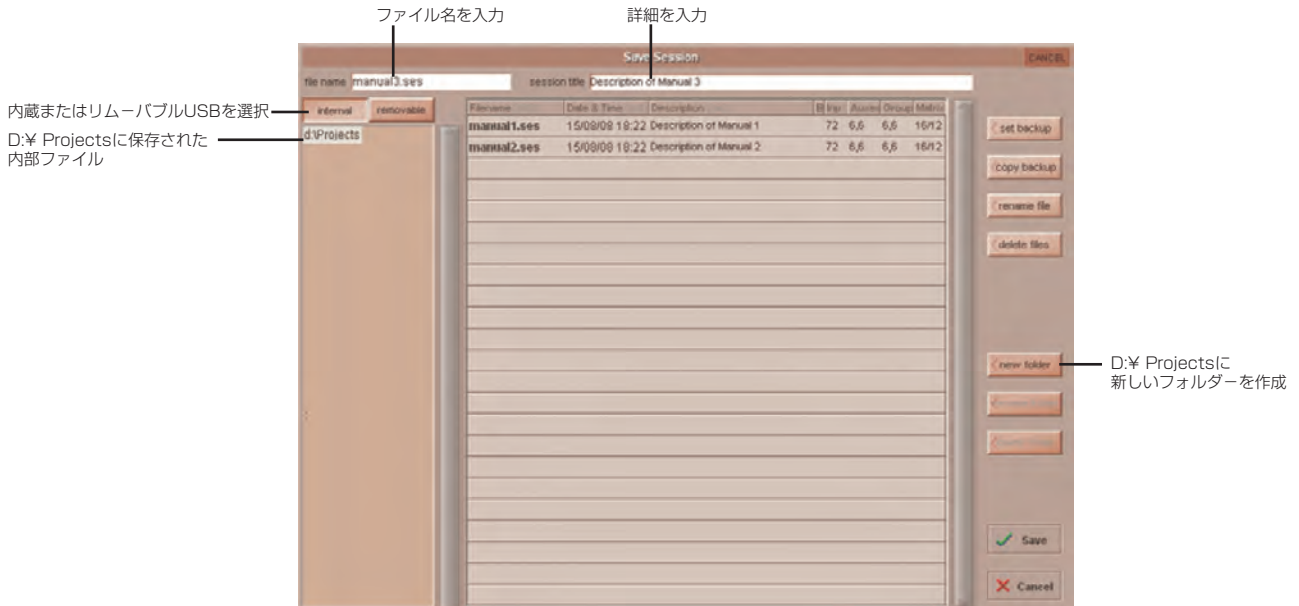 ファイル名を入力
詳細を入力
Save Session
CANCEL
file name manual3.ses
session title Description of Manual 3
内蔵またはリムーバブルUSBを選択
internal
removable
D:¥ Projectsに保存された
内部ファイル
d:\Projects
Filename Date & Time Description B Inp Auxes Group Matrix
manual1.ses 15/08/08 18:22 Description of Manual 1 72 6,6 6,6 16/12
manual2.ses 15/08/08 18:22 Description of Manual 2 72 6,6 6,6 16/12
set backup
copy backup
rename file
delete files
new folder
D:¥ Projectsに
新しいフォルダーを作成
Save
Cancel